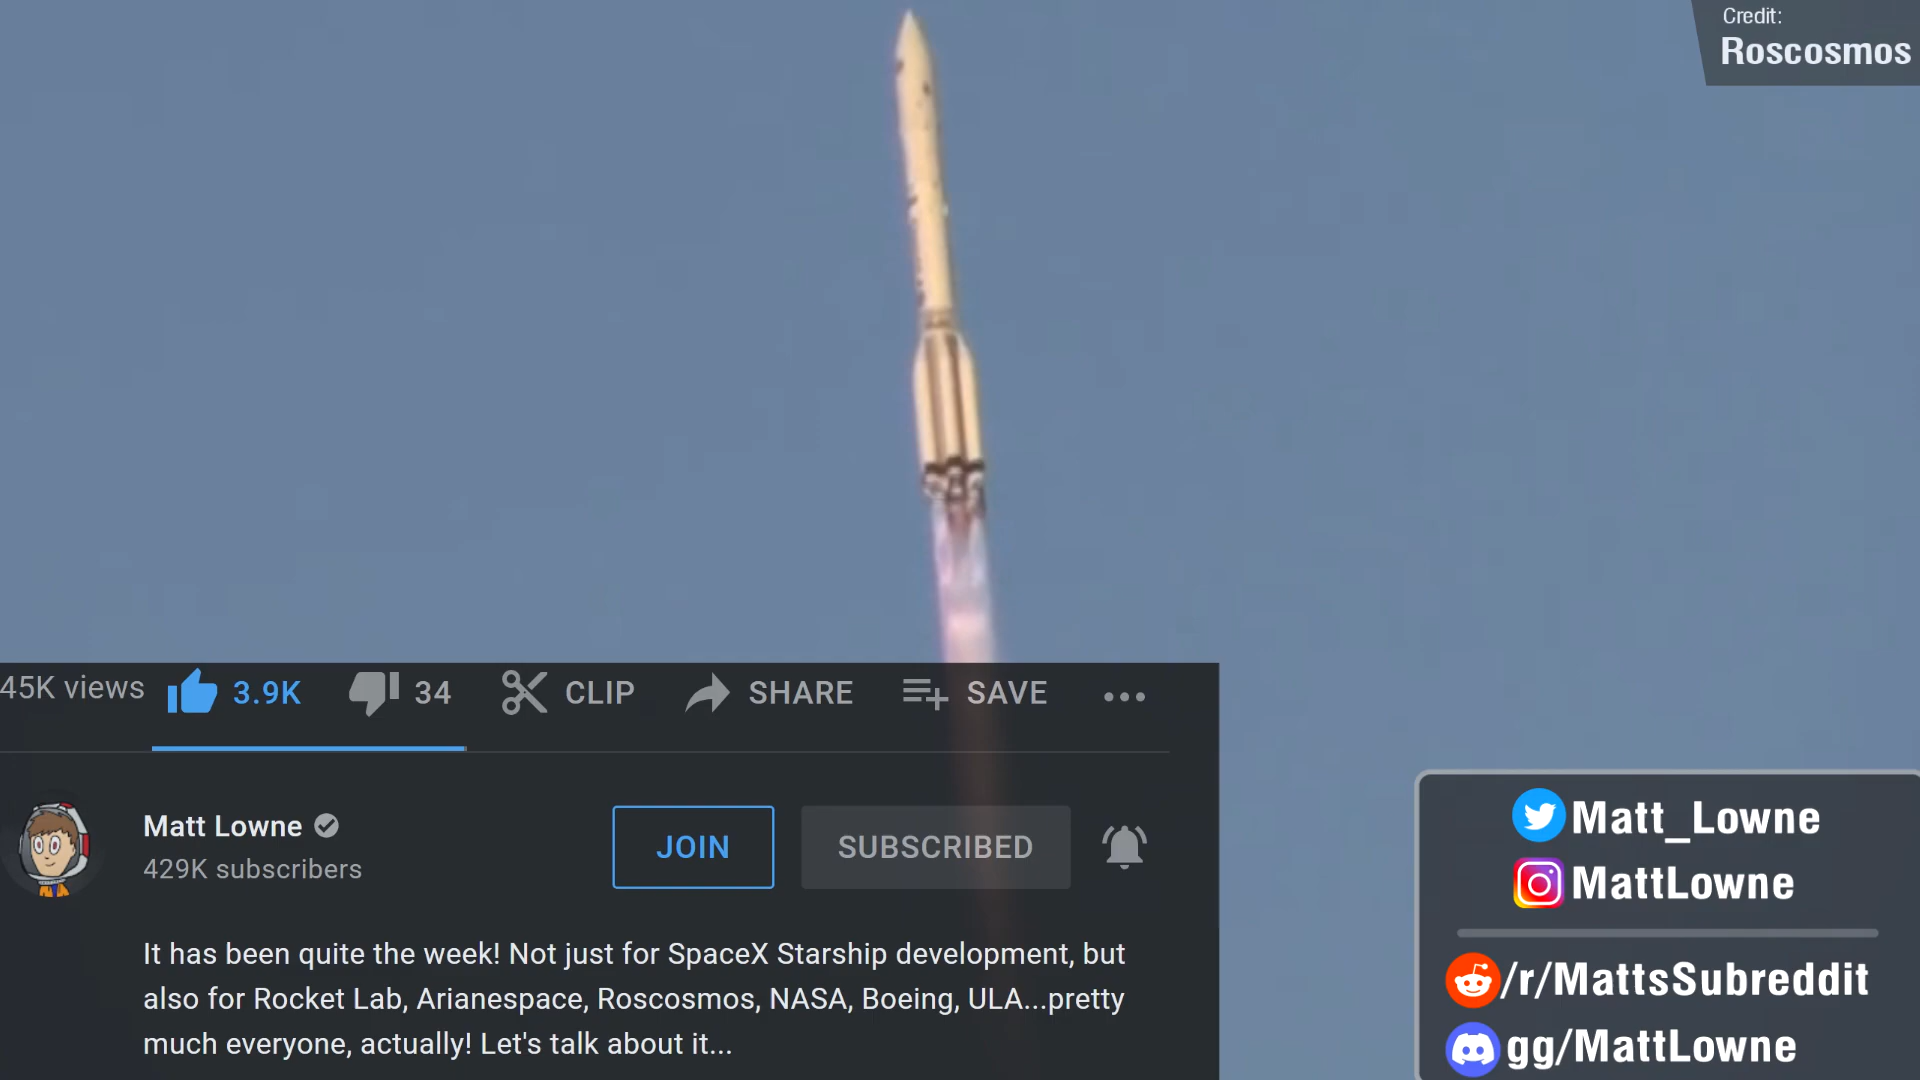 Credit:
Roscosmos
45K views 3.9K 34 CLIP SHARE SAVE
Matt Lowne
429K subscribers
JOIN
SUBSCRIBED
It has been quite the week! Not just for SpaceX Starship development, but
also for Rocket Lab, Arianespace, Roscosmos, NASA, Boeing, ULA...pretty
much everyone, actually! Let's talk about it...
Matt_Lowne
MattLowne
/r/MattsSubreddit
gg/MattLowne